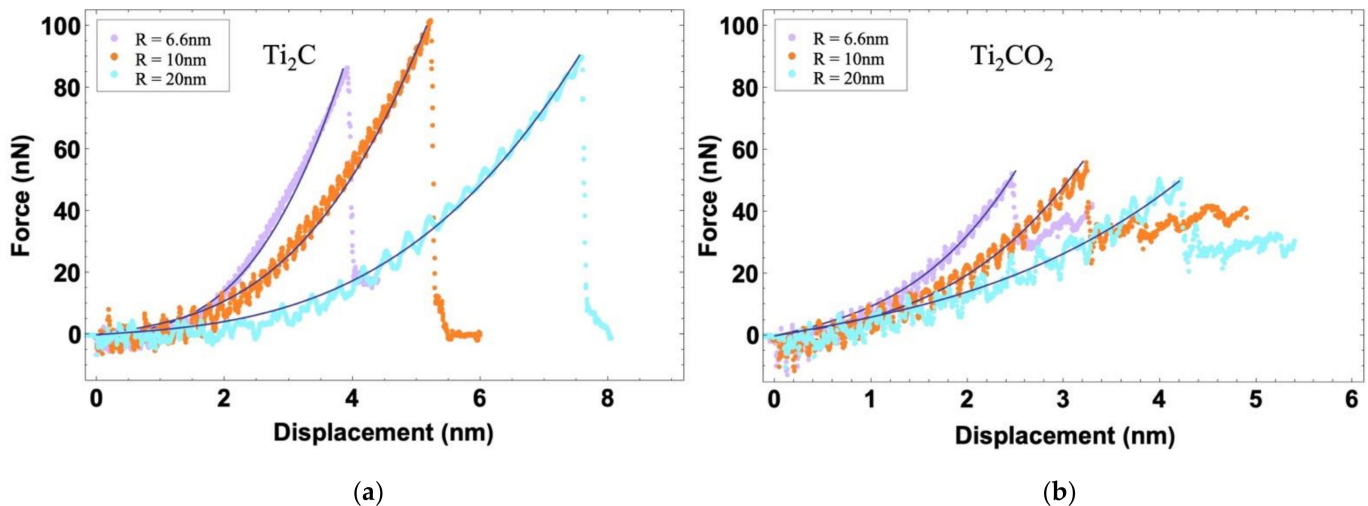 100
80
60
40
20
0
Force (nN)
R = 6.6nm
R = 10nm
R = 20nm
Ti₂C
0 2 4 6 8
Displacement (nm)
(a)
100
80
60
40
20
0
Force (nN)
R = 6.6nm
R = 10nm
R = 20nm
Ti₂CO₂
0 1 2 3 4 5 6
Displacement (nm)
(b)